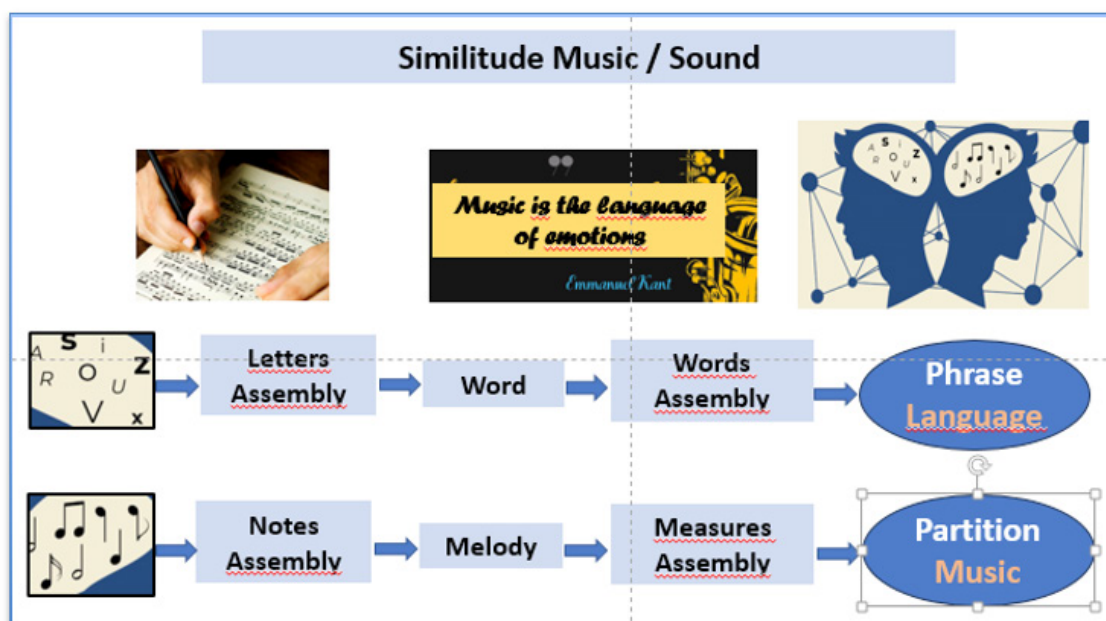 Similitude Music / Sound
Music is the language
of emotions
Emmanuel Kant
A S i Z
R O U
V x
A S i Z
R O U
V x
Letters
Assembly
Word
Words
Assembly
Phrase
Language
Notes
Assembly
Melody
Measures
Assembly
Partition
Music